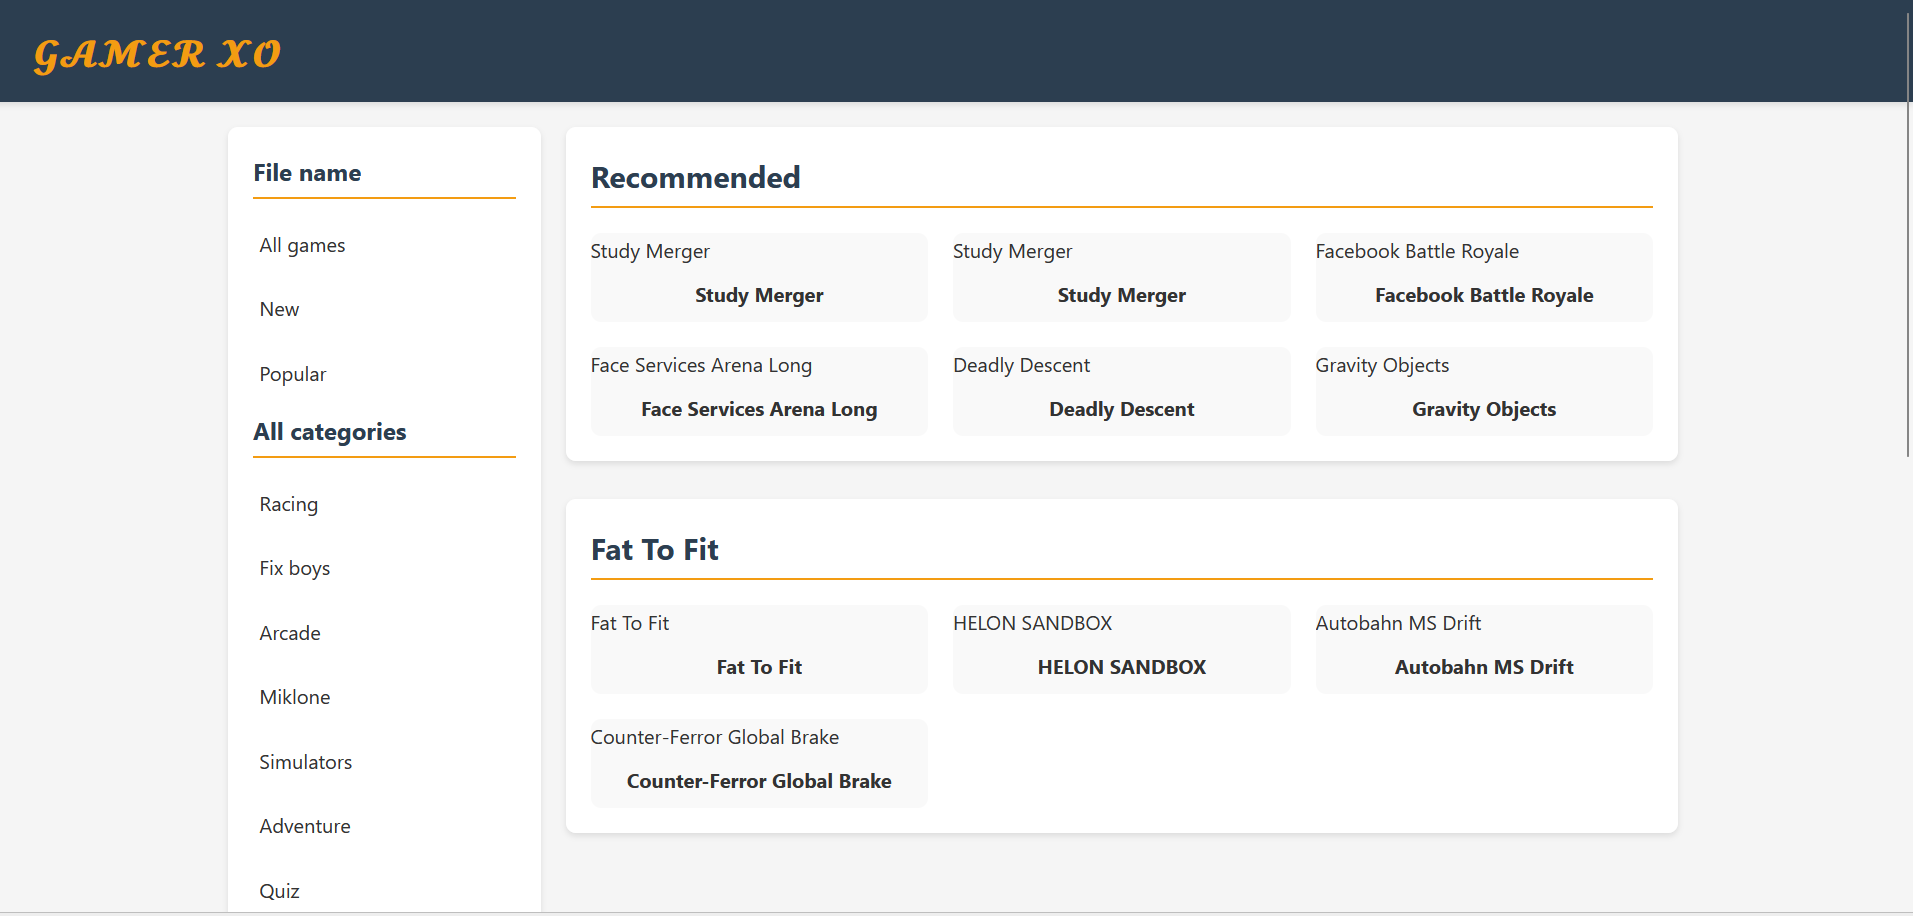 GAMER XO
File name
All games
New
Popular
All categories
Racing
Fix boys
Arcade
Miklone
Simulators
Adventure
Quiz
Recommended
Study Merger
Study Merger
Study Merger
Study Merger
Facebook Battle Royale
Facebook Battle Royale
Face Services Arena Long
Face Services Arena Long
Deadly Descent
Deadly Descent
Gravity Objects
Gravity Objects
Fat To Fit
Fat To Fit
Fat To Fit
HELON SANDBOX
HELON SANDBOX
Autobahn MS Drift
Autobahn MS Drift
Counter-Ferror Global Brake
Counter-Ferror Global Brake